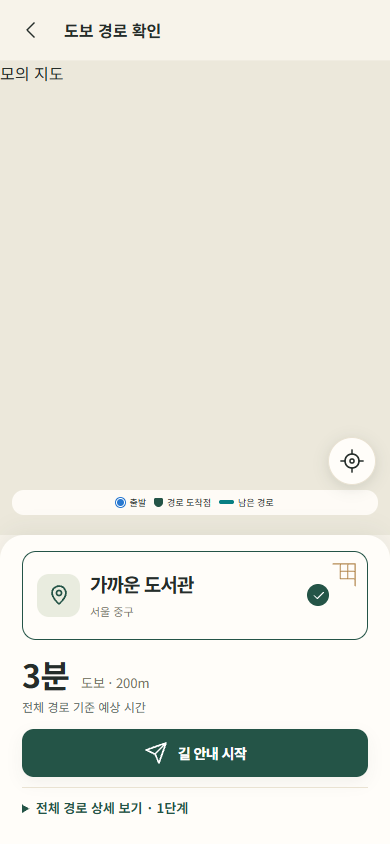 도보 경로 확인
모의 지도
출발 경로 도착점 남은 경로
가까운 도서관
서울 중구
3분 도보 · 200m
전체 경로 기준 예상 시간
길 안내 시작
▶ 전체 경로 상세 보기 · 1단계